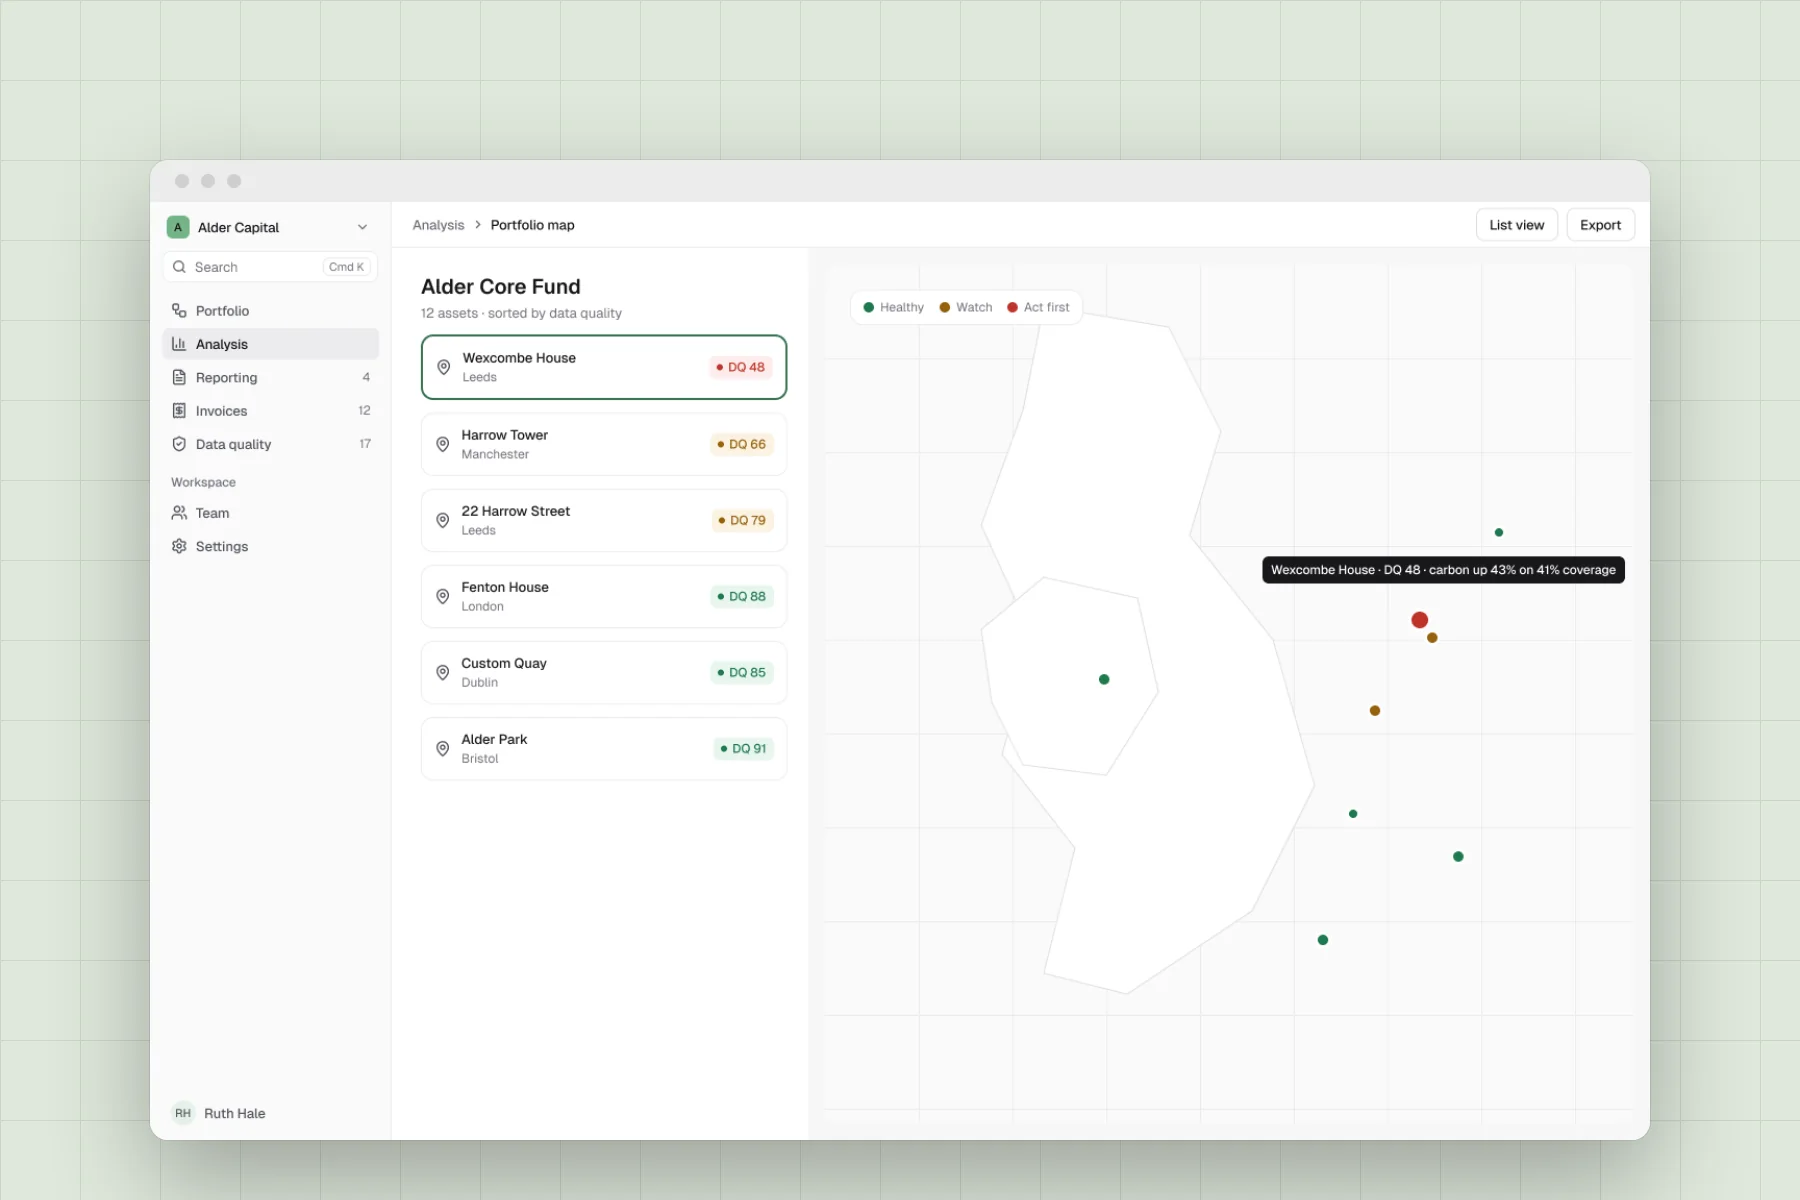 A Alder Capital
Search Cmd K
Portfolio
Analysis
Reporting 4
Invoices 12
Data quality 17
Workspace
Team
Settings
RH Ruth Hale
Analysis > Portfolio map
List view Export
Alder Core Fund
12 assets · sorted by data quality
Wexcombe House
Leeds
DQ 48
Harrow Tower
Manchester
DQ 66
22 Harrow Street
Leeds
DQ 79
Fenton House
London
DQ 88
Custom Quay
Dublin
DQ 85
Alder Park
Bristol
DQ 91
Healthy Watch Act first
Wexcombe House · DQ 48 · carbon up 43% on 41% coverage